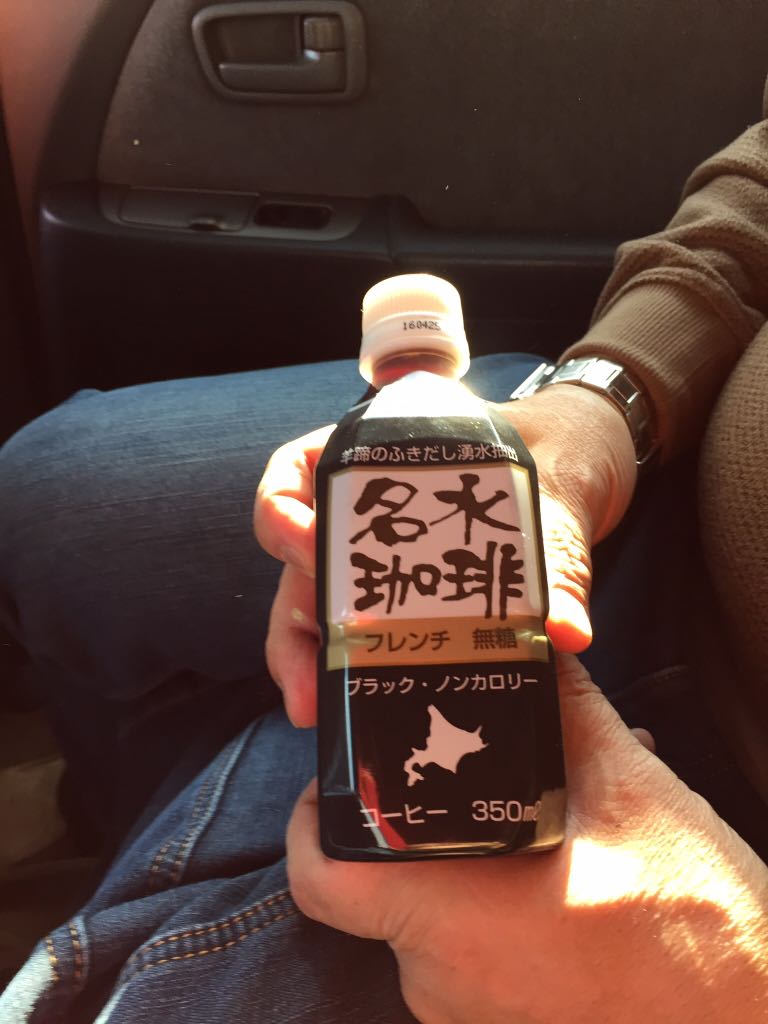 160425
羊蹄のふきだし湧水抽出
名水
珈琲
フレンチ 無糖
ブラック・ノンカロリー
コーヒー 350ml